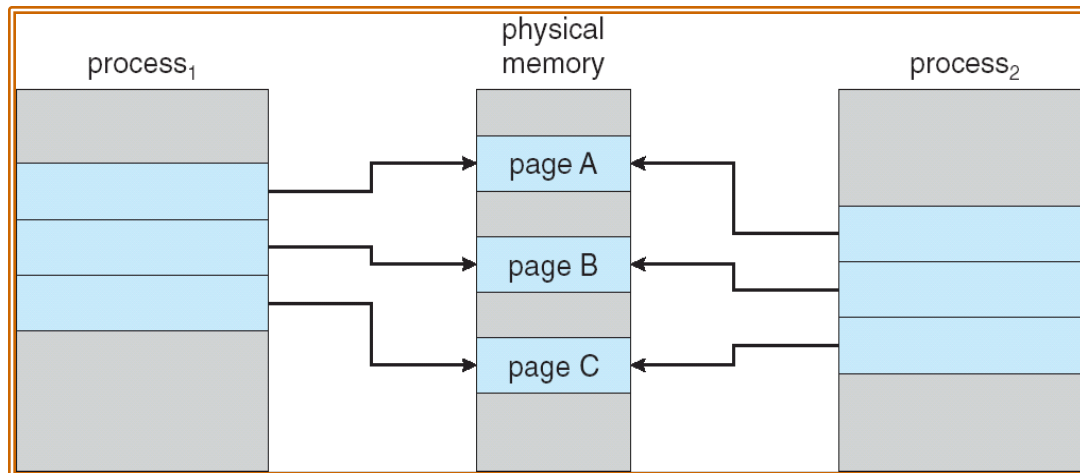 process₁
physical
memory
process₂
page A
page B
page C